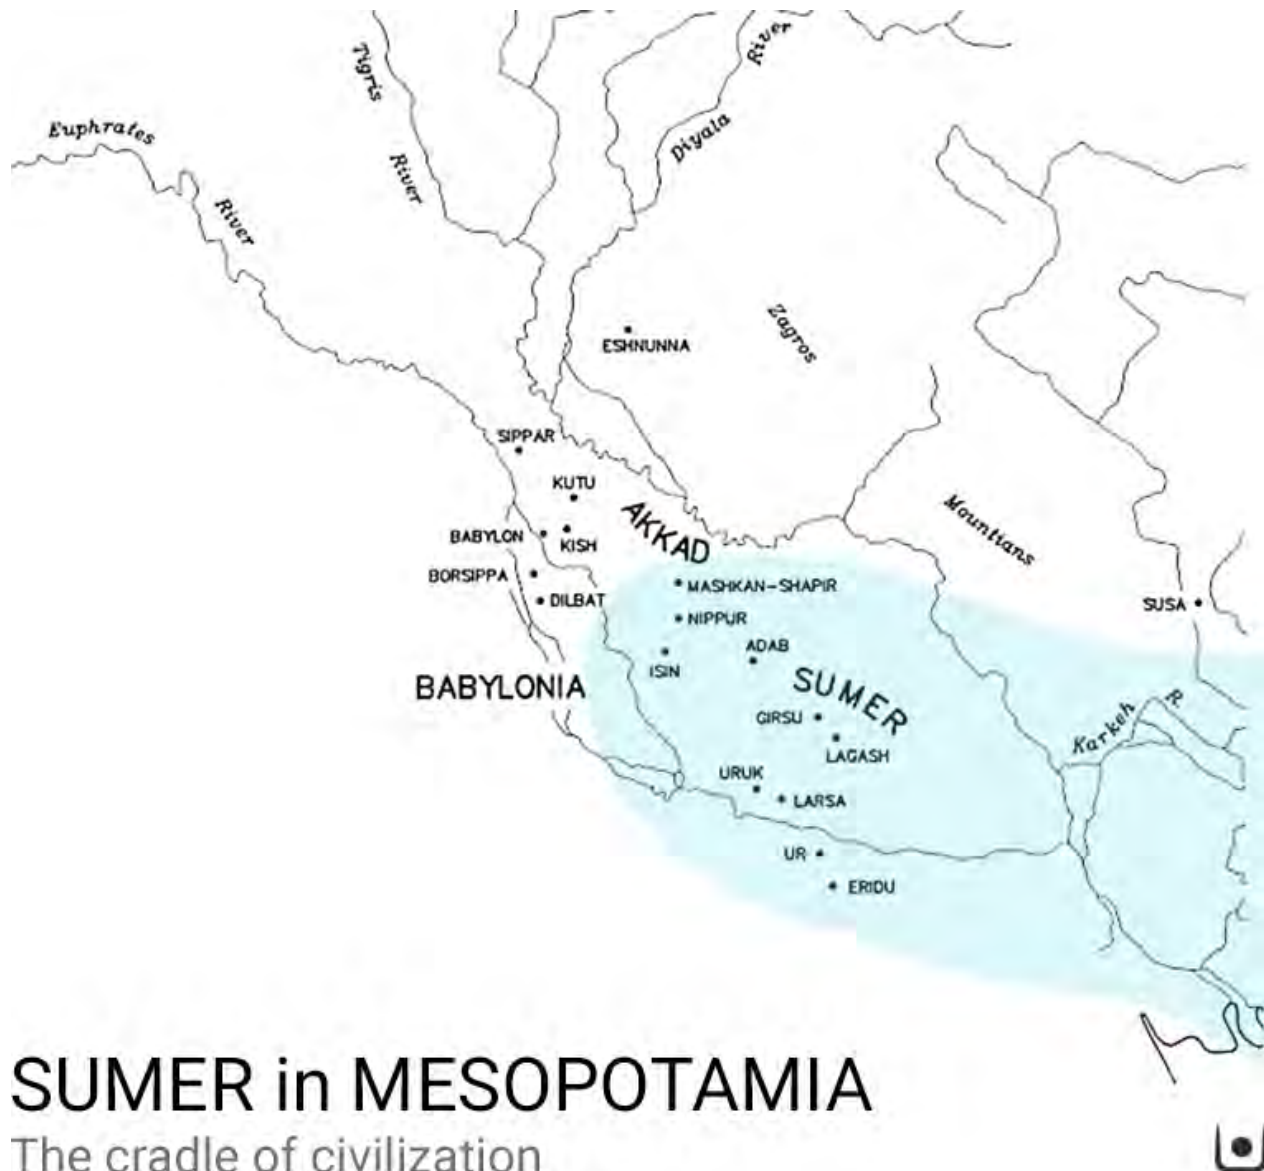 Tigris
River
River
Diyala
Euphrates
River
Zagros
ESHNUNNA
SIPPAR
KUTU
AKKAD
Mountians
BABYLON
KISH
BORSIPPA
DILBAT
MASHKAN-SHAPIR
SUSA
NIPPUR
ADAB
ISIN
BABYLONIA
SUMER
GIRSU
Karkeh R.
LAGASH
URUK
LARSA
UR
ERIDU
SUMER in MESOPOTAMIA
The cradle of civilization